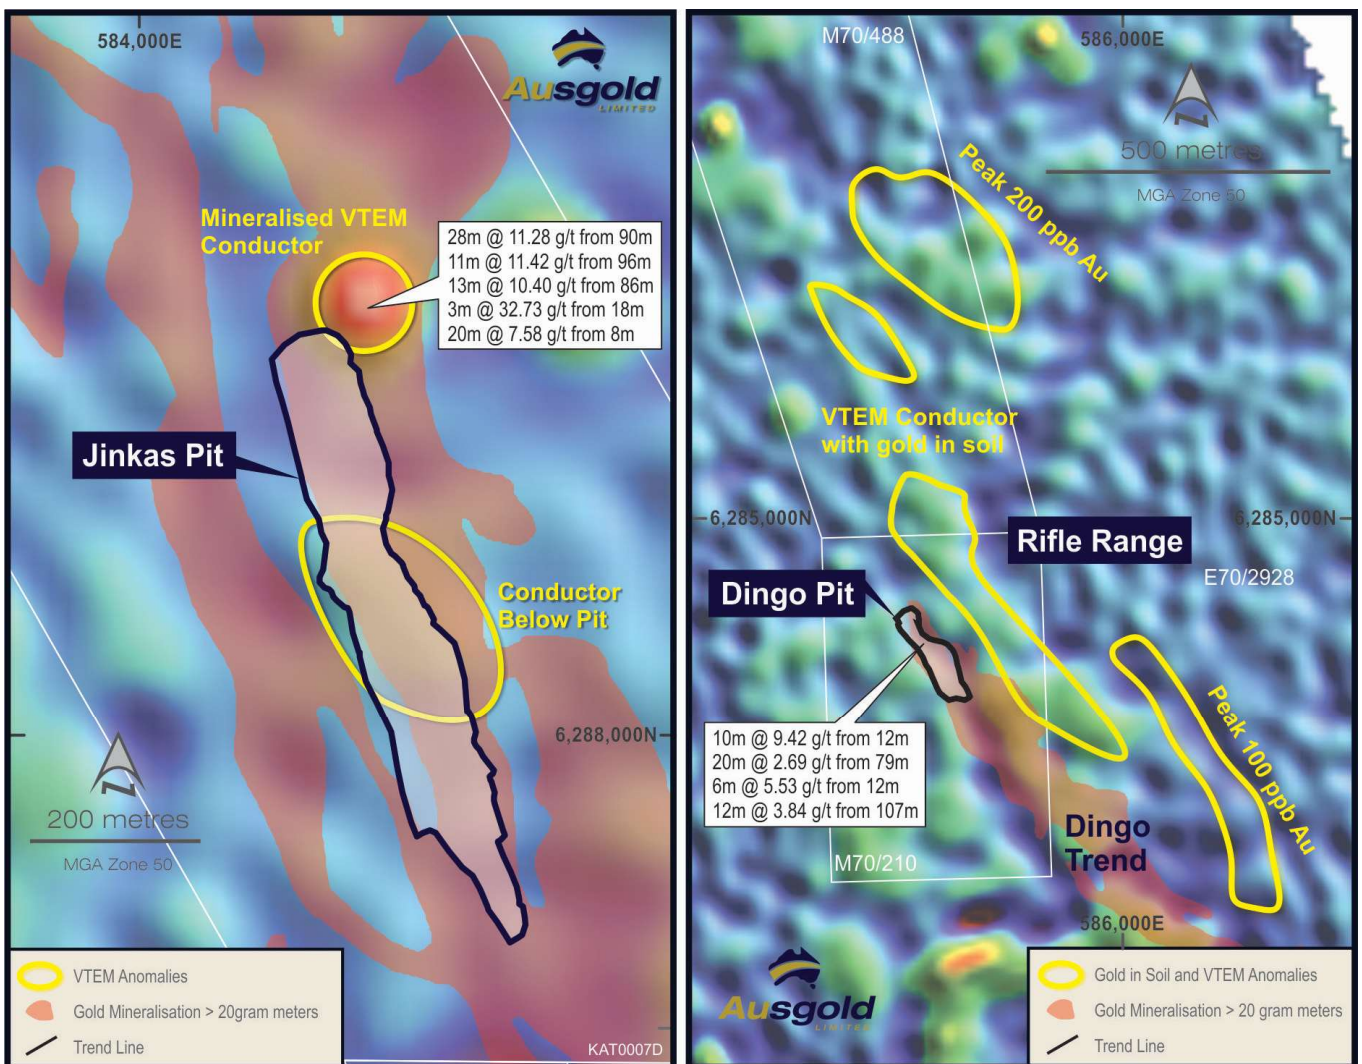 584,000E
Ausgold
LIMITED
Mineralised VTEM
Conductor
28m @ 11.28 g/t from 90m
11m @ 11.42 g/t from 96m
13m @ 10.40 g/t from 86m
3m @ 32.73 g/t from 18m
20m @ 7.58 g/t from 8m
Jinkas Pit
Conductor
Below Pit
6,288,000N
N
200 metres
MGA Zone 50
VTEM Anomalies
Gold Mineralisation > 20gram meters
Trend Line
KAT0007D
M70/488
586,000E
N
500 metres
MGA Zone 50
Peak 200 ppb Au
VTEM Conductor
with gold in soil
6,285,000N
6,285,000N
Rifle Range
E70/2928
Dingo Pit
10m @ 9.42 g/t from 12m
20m @ 2.69 g/t from 79m
6m @ 5.53 g/t from 12m
12m @ 3.84 g/t from 107m
Peak 100 ppb Au
Dingo
Trend
M70/210
586,000E
Ausgold
LIMITED
Gold in Soil and VTEM Anomalies
Gold Mineralisation > 20 gram meters
Trend Line